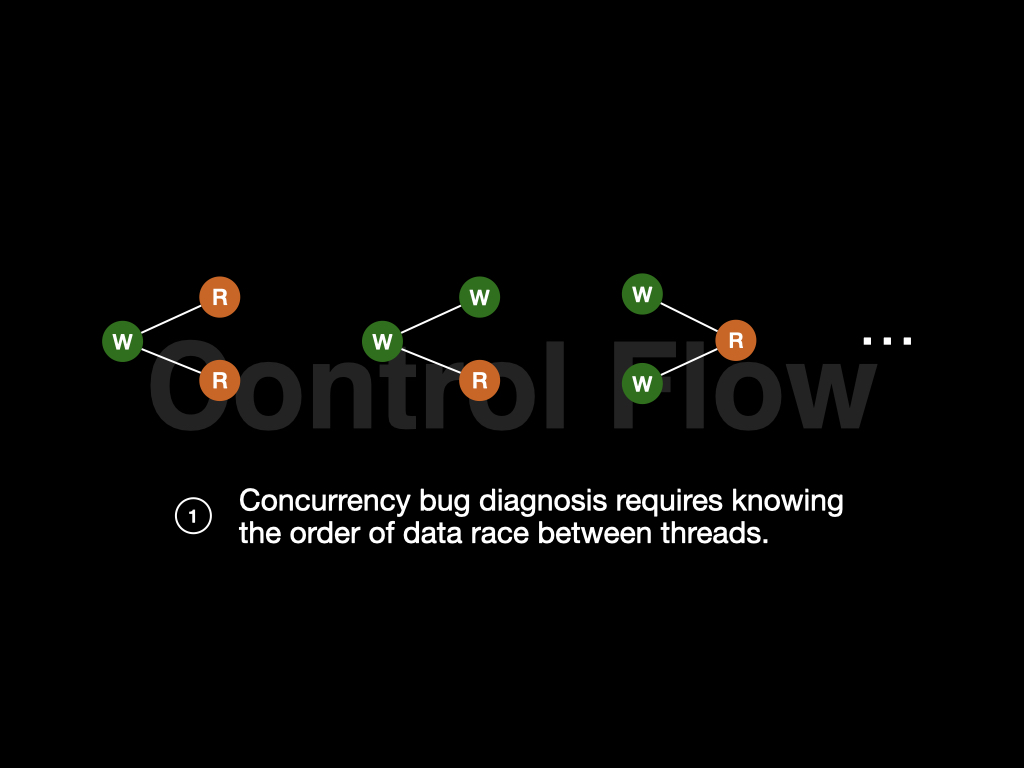 R
W
R
W
W
R
W
R
W
...
Control Flow
1
Concurrency bug diagnosis requires knowing
the order of data race between threads.